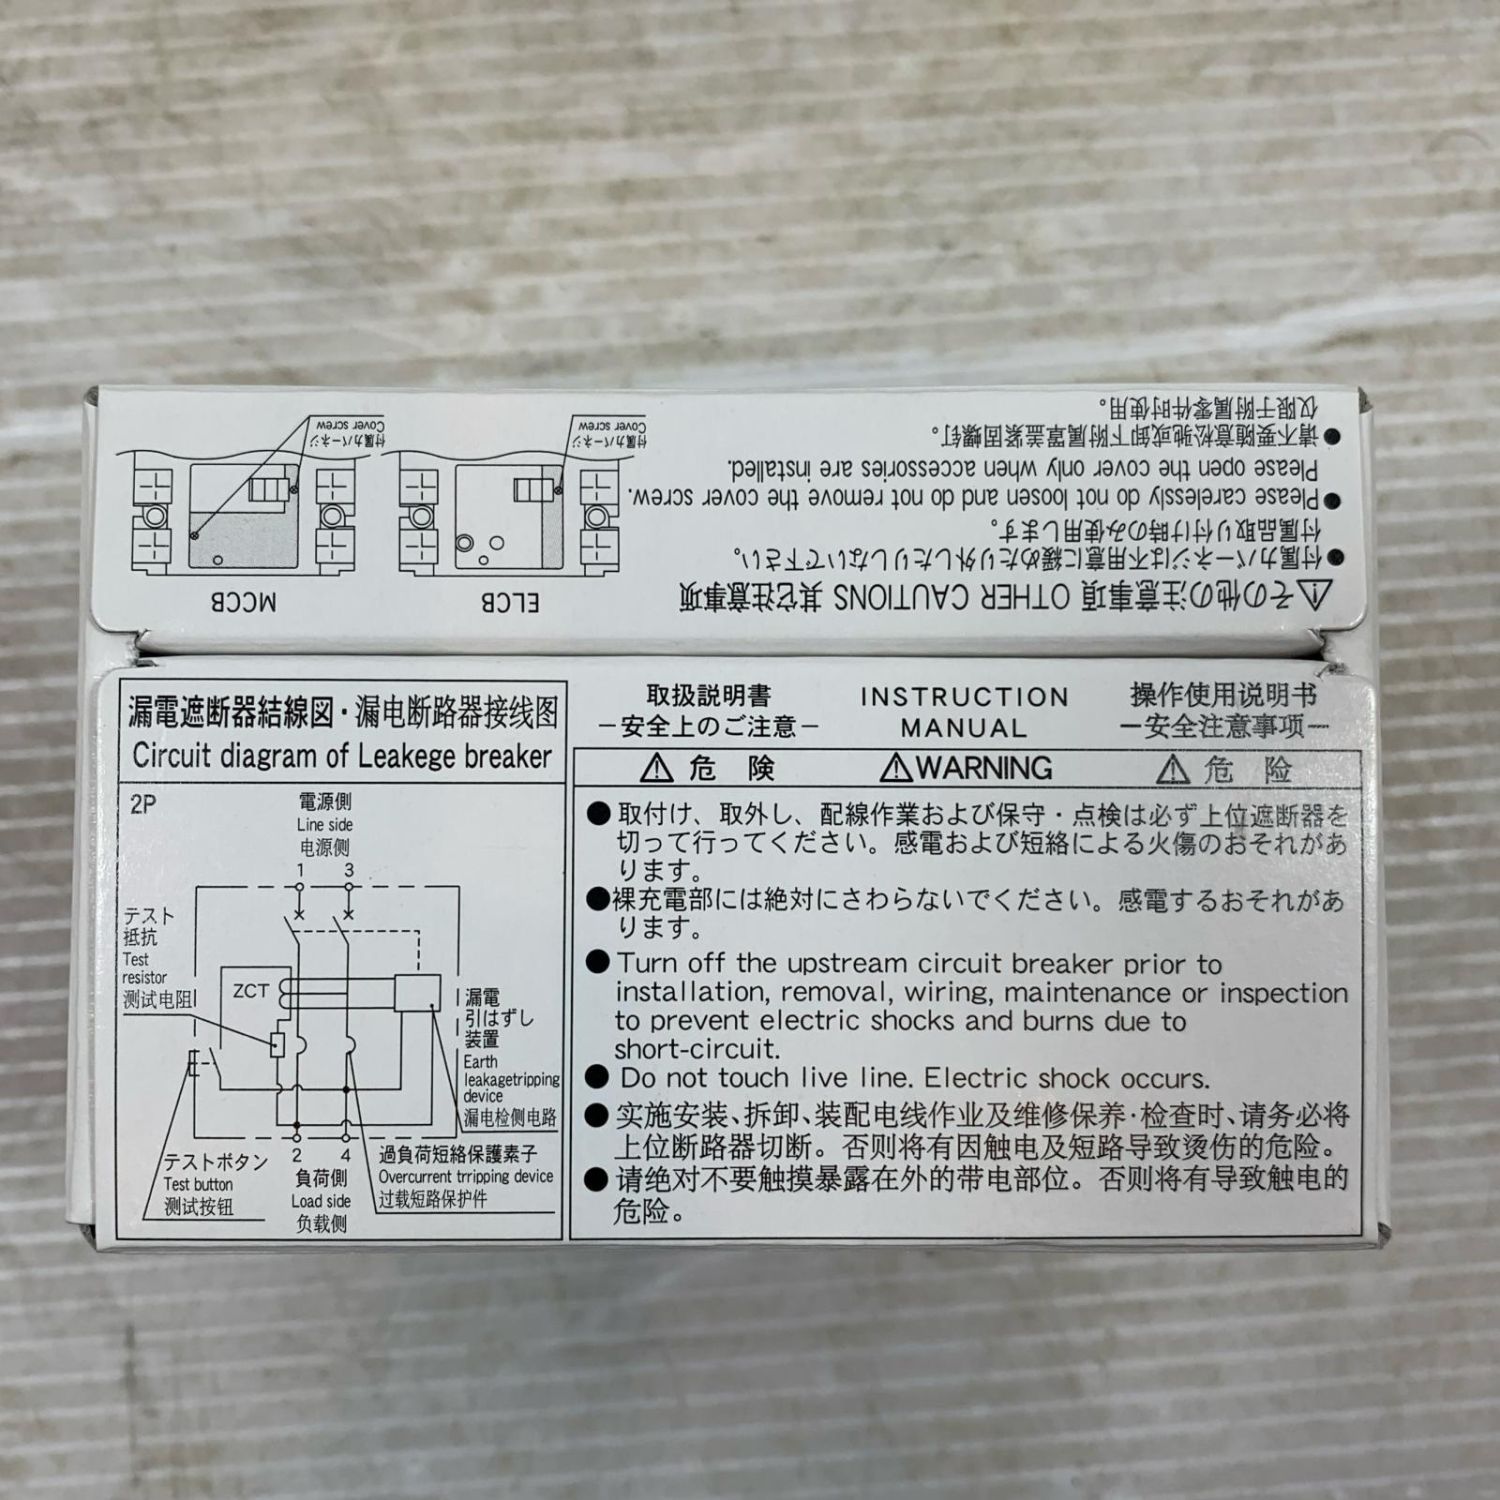 漏電遮断器結線図・漏电断路器接线图
Circuit diagram of Leakege breaker
2P
電源側
Line side
电源侧
1 3
テスト
抵抗
Test
resistor
测试电阻
ZCT
漏電
引はずし
装置
Earth
leakagetripping
device
漏电检侧电路
テストボタン
Test button
测试按钮
2 4
負荷側
Load side
负载侧
過負荷短絡保護素子
Overcurrent trripping device
过载短路保护件
取扱説明書
－安全上のご注意－
INSTRUCTION
MANUAL
操作使用说明书
－安全注意事项－
⚠危 険
⚠WARNING
⚠危 险
●取付け、取外し、配線作業および保守・点検は必ず上位遮断器を
切って行ってください。感電および短絡による火傷のおそれがあ
ります。
●裸充電部には絶対にさわらないでください。感電するおそれがあ
ります。
●Turn off the upstream circuit breaker prior to
installation, removal, wiring, maintenance or inspection
to prevent electric shocks and burns due to
short-circuit.
●Do not touch live line. Electric shock occurs.
●实施安装、拆卸、装配电线作业及维修保养·检查时、请务必将
上位断路器切断。否则将有因触电及短路导致烫伤的危险。
●请绝对不要触摸暴露在外的带电部位。否则将有导致触电的
危险。
⚠その他の注意事項 OTHER CAUTIONS 其它注意事项
●付属カバーネジは不用意に緩めたり外したりしないで下さい。
付属品取り付け時のみ使用します。
●Please carelessly do not loosen and do not remove the cover screw.
Please open the cover only when accessories are installed.
●请不要随意松驰或卸下附属罩盖紧固螺钉。
仅限于附属零件时使用。
ELCB
付属カバーネジ
Cover screw
MCCB
付属カバーネジ
Cover screw